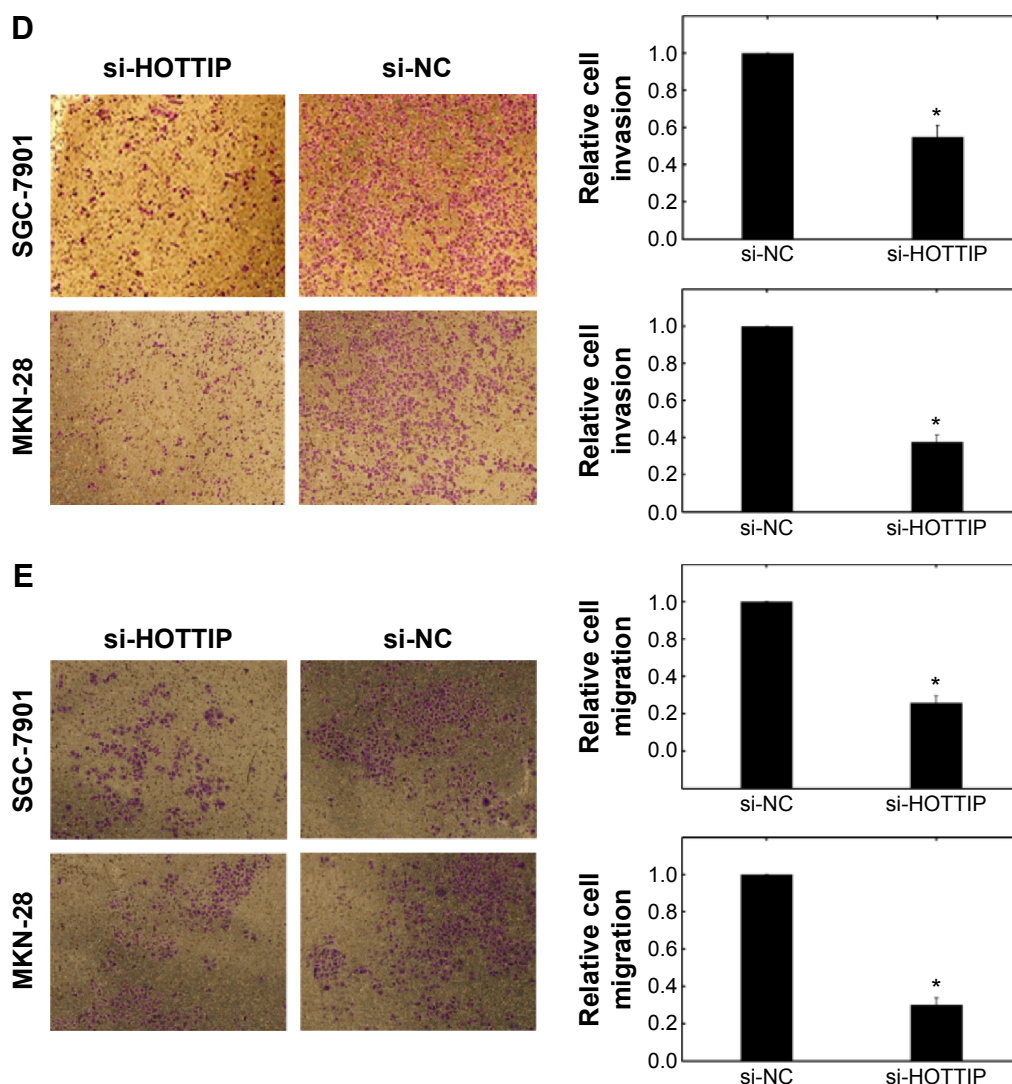 D
si-HOTTIP si-NC
SGC-7901
MKN-28
Relative cell
invasion
1.0
0.8
0.6
0.4
0.0
*
si-NC si-HOTTIP
Relative cell
invasion
1.0
0.8
0.6
0.4
0.2
0.0
*
si-NC si-HOTTIP
E
si-HOTTIP si-NC
SGC-7901
MKN-28
Relative cell
migration
1.0
0.8
0.4
0.2
0.0
*
si-NC si-HOTTIP
Relative cell
migration
1.0
0.8
0.6
0.4
0.2
0.0
*
si-NC si-HOTTIP